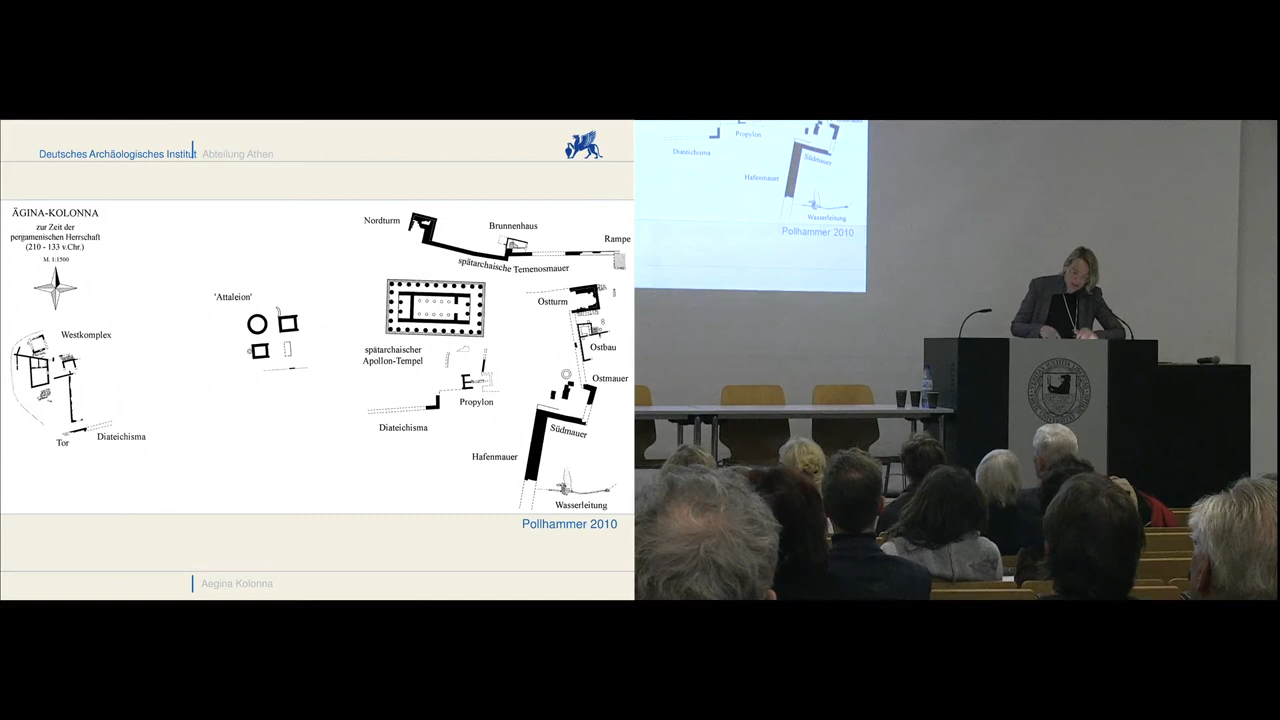 Deutsches Archäologisches Institut Abteilung Athen
ÄGINA-KOLONNA
zur Zeit der
pergamenischen Herrschaft
(210 - 133 v.Chr.)
M. 1:1500
Nordturm
Brunnenhaus
Rampe
spätarchaische Temenosmauer
'Attaleion'
Ostturm
Westkomplex
Ostbau
spätarchaischer
Apollon-Tempel
Ostmauer
Propylon
Diateichisma
Südmauer
Tor
Diateichisma
Hafenmauer
Wasserleitung
Pollhammer 2010
Aegina Kolonna
Propylon
Diateichisma
Südmauer
Hafenmauer
Wasserleitung
Pollhammer 2010